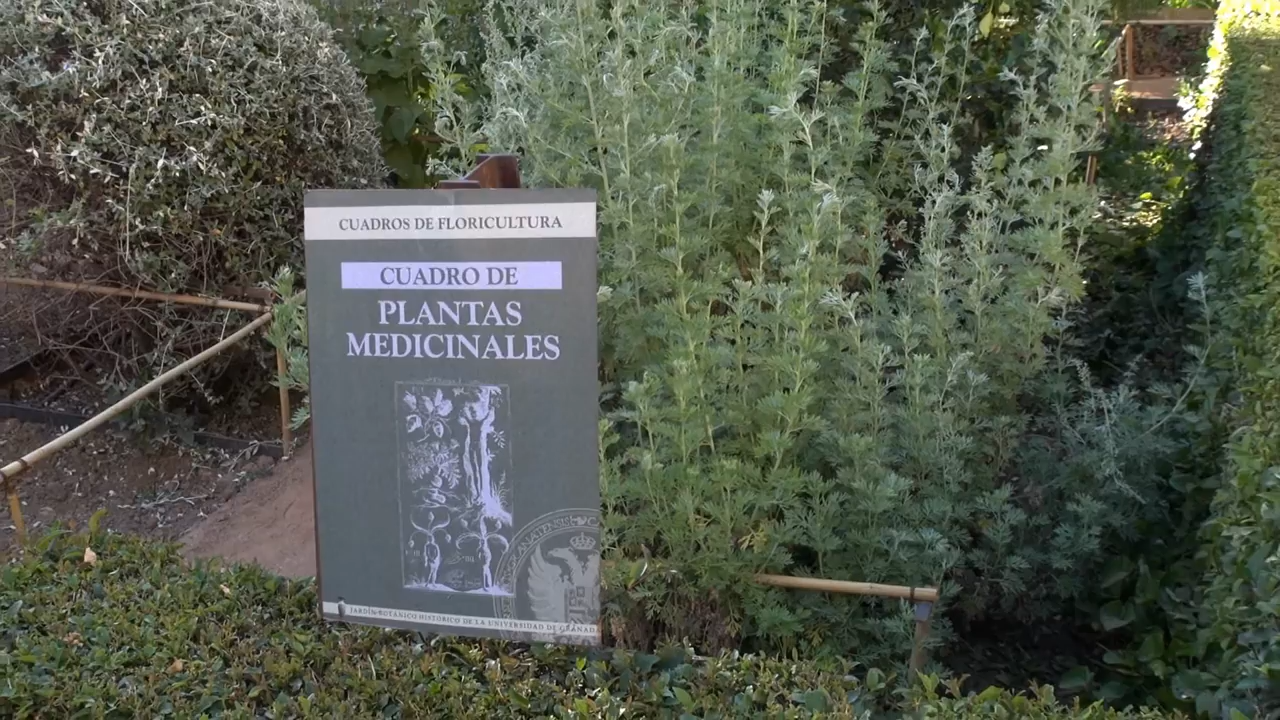 CUADROS DE FLORICULTURA
CUADRO DE
PLANTAS
MEDICINALES
JARDÍN BOTÁNICO HISTÓRICO DE LA UNIVERSIDAD DE GRANADA